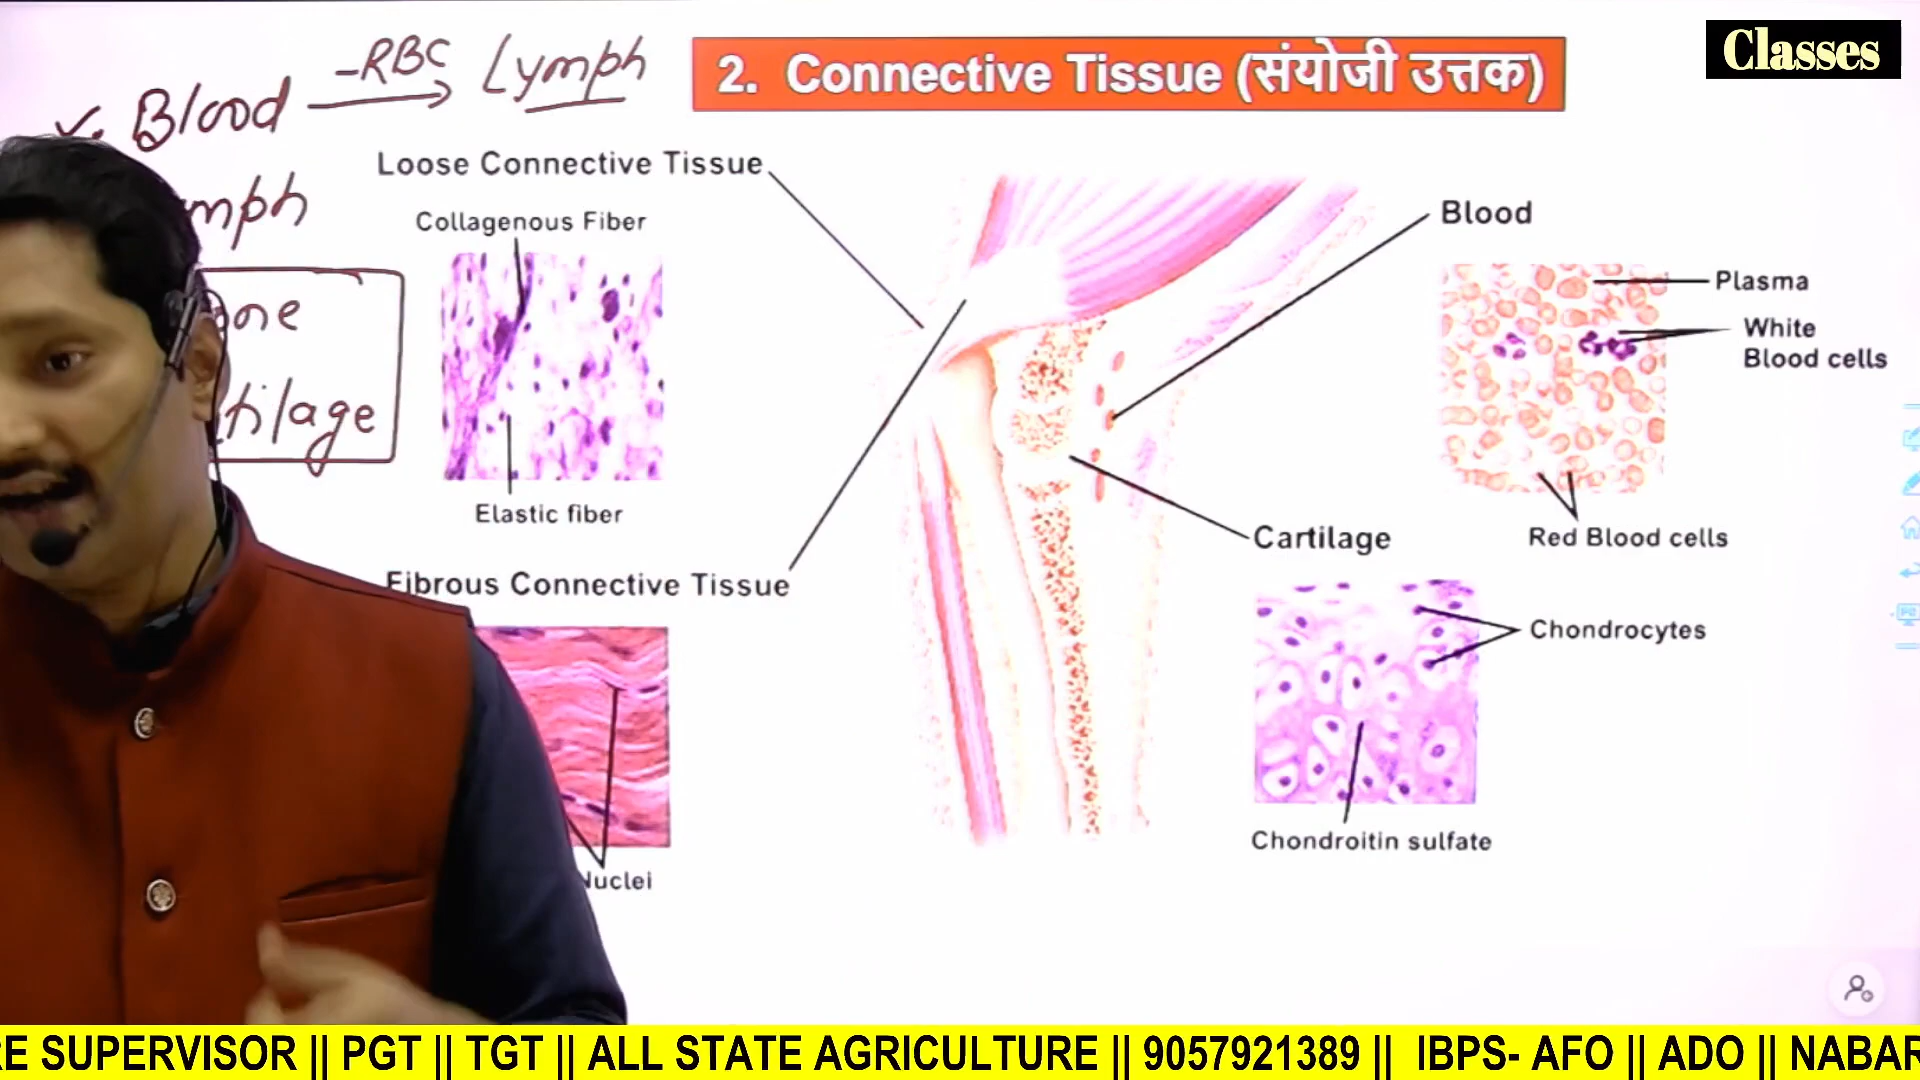 Blood -RBC → Lymph
2. Connective Tissue (संयोजी उत्तक)
Classes
Loose Connective Tissue
Collagenous Fiber
Elastic fiber
Fibrous Connective Tissue
Nuclei
Blood
Plasma
White
Blood cells
Red Blood cells
Cartilage
Chondrocytes
Chondroitin sulfate
SUPERVISOR || PGT || TGT || ALL STATE AGRICULTURE || 9057921389 || IBPS- AFO || ADO ||